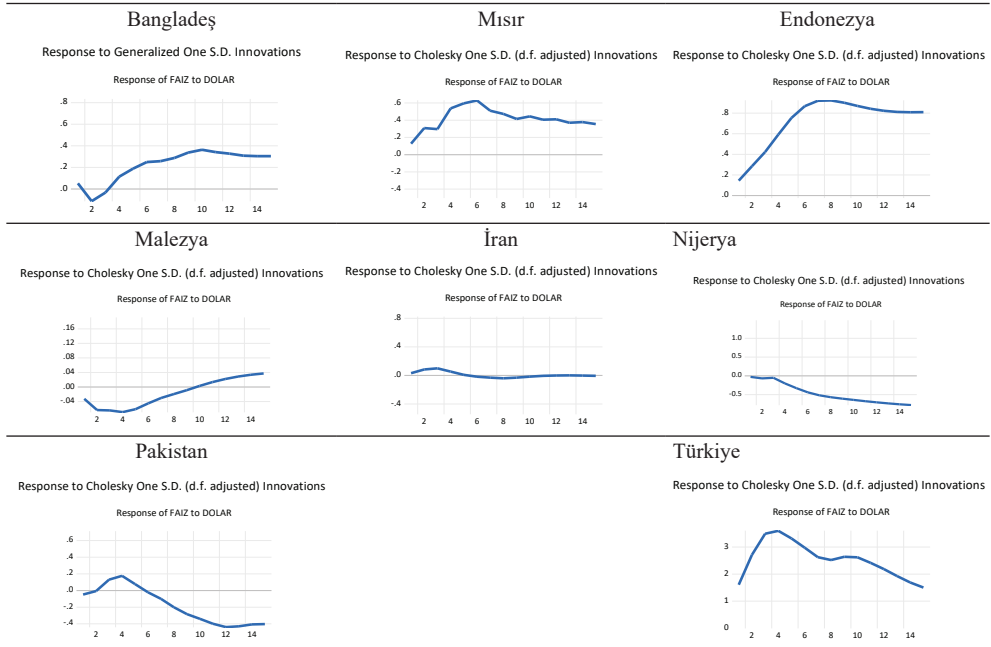 Bangladeş
Response to Generalized One S.D. Innovations
Response of FAIZ to DOLAR
.8
.6
.4
.2
.0
2 4 6 8 10 12 14
Mısır
Response to Cholesky One S.D. (d.f. adjusted) Innovations
Response of FAIZ to DOLAR
.6
.4
.2
.0
-.2
-.4
2 4 6 8 10 12 14
Endonezya
Response to Cholesky One S.D. (d.f. adjusted) Innovations
Response of FAIZ to DOLAR
.8
.6
.4
.2
.0
2 4 6 8 10 12 14
Malezya
Response to Cholesky One S.D. (d.f. adjusted) Innovations
Response of FAIZ to DOLAR
.16
.12
.08
.04
.00
-.04
2 4 6 8 10 12 14
İran
Response to Cholesky One S.D. (d.f. adjusted) Innovations
Response of FAIZ to DOLAR
.8
.4
.0
-.4
2 4 6 8 10 12 14
Nijerya
Response to Cholesky One S.D. (d.f. adjusted) Innovations
Response of FAIZ to DOLAR
1.0
0.5
0.0
-0.5
2 4 6 8 10 12 14
Pakistan
Response to Cholesky One S.D. (d.f. adjusted) Innovations
Response of FAIZ to DOLAR
.6
.4
.2
.0
-.2
-.4
2 4 6 8 10 12 14
Türkiye
Response to Cholesky One S.D. (d.f. adjusted) Innovations
Response of FAIZ to DOLAR
3
2
1
0
2 4 6 8 10 12 14